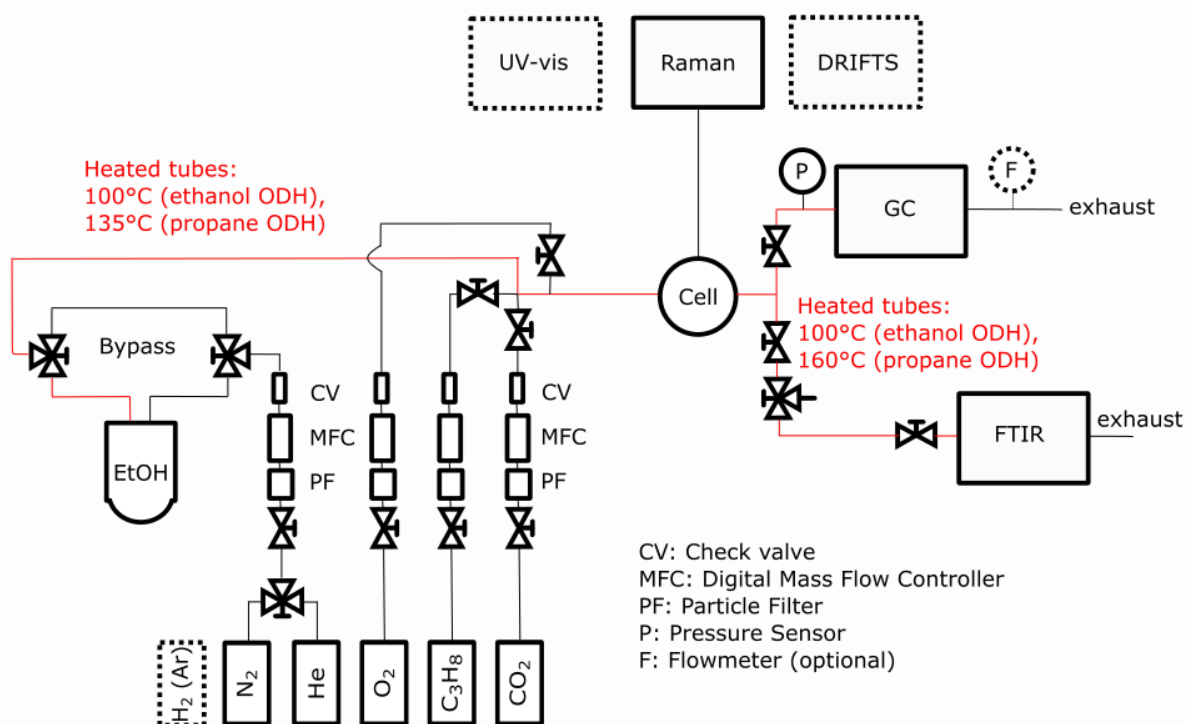 UV-vis
Raman
DRIFTS
Heated tubes:
100°C (ethanol ODH),
135°C (propane ODH)
P
GC
F
exhaust
Cell
Heated tubes:
100°C (ethanol ODH),
160°C (propane ODH)
Bypass
EtOH
CV
MFC
PF
CV
MFC
PF
FTIR
exhaust
CV: Check valve
MFC: Digital Mass Flow Controller
PF: Particle Filter
P: Pressure Sensor
F: Flowmeter (optional)
H₂ (Ar)
N₂
He
O₂
C₃H₈
CO₂